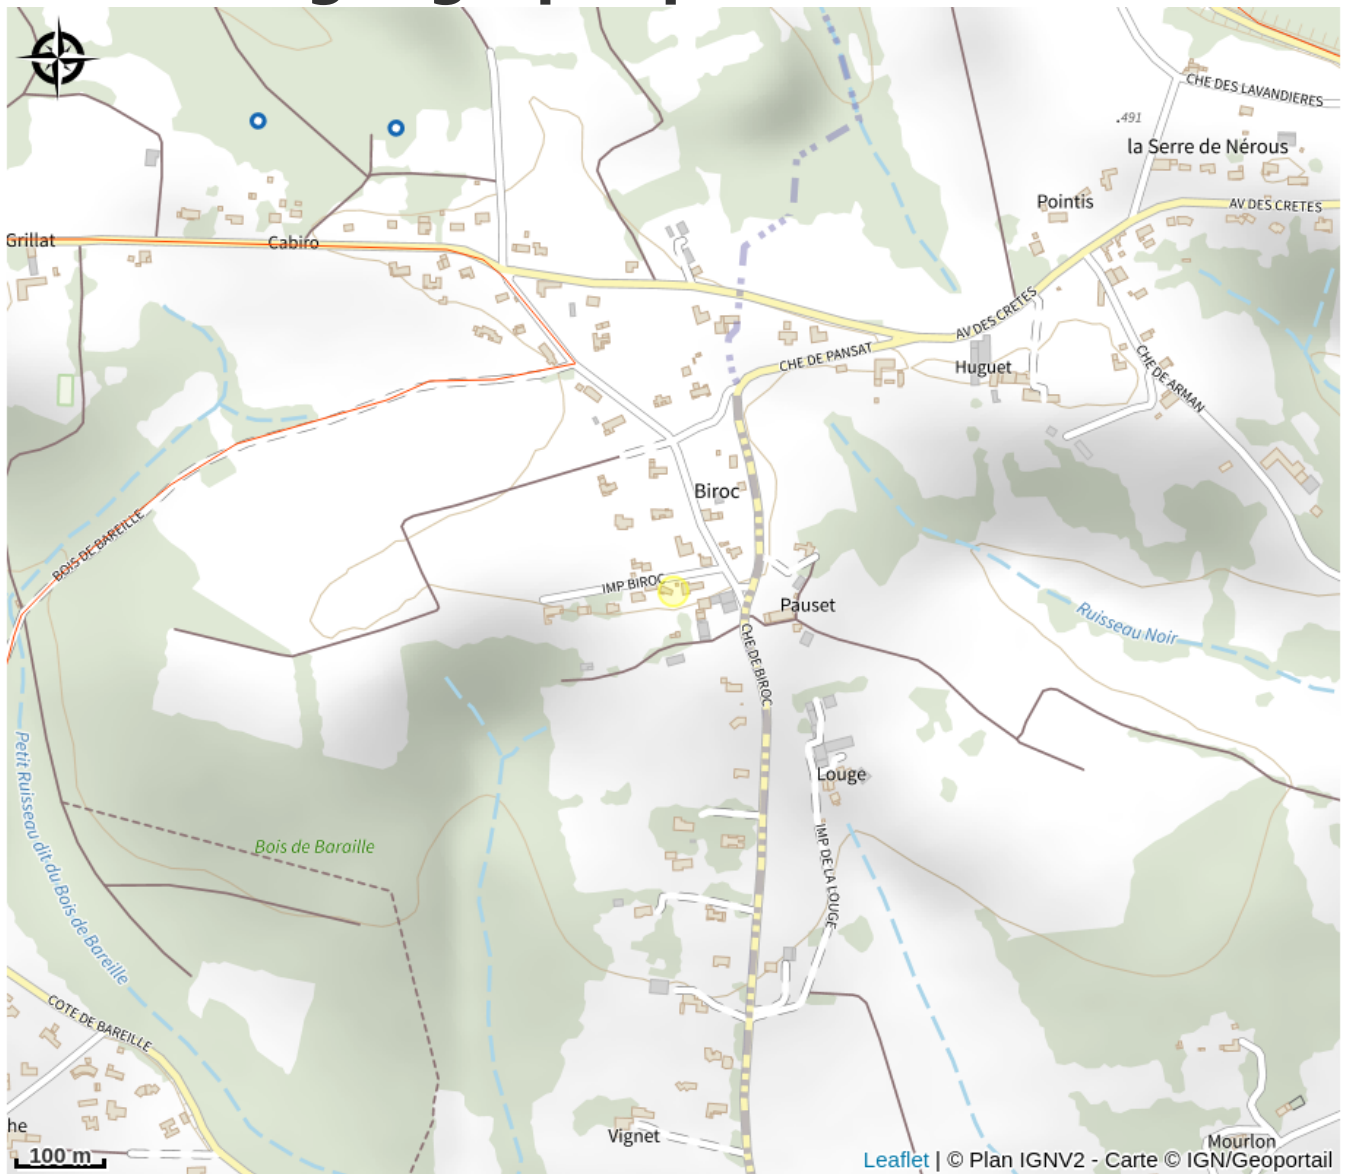 CHE DES LAVANDIERES
.491
la Serre de Nérous
Pointis
AV DES CRETES
Grillat
Cabiro
AV DES CRETES
CHE DE PANSAT
Huguet
CHE DE ARMAN
Biroc
BOIS DE BAREILLE
IMP BIROC
Pauset
Ruisseau Noir
CHE DE BIROC
Petit Ruisseau dit du Bois de Bareille
Louge
Bois de Baraille
IMP DE LA LOUGE
COTE DE BAREILLE
he
Vignet
Mourlon
100 m
Leaflet | © Plan IGNV2 - Carte © IGN/Geoportail